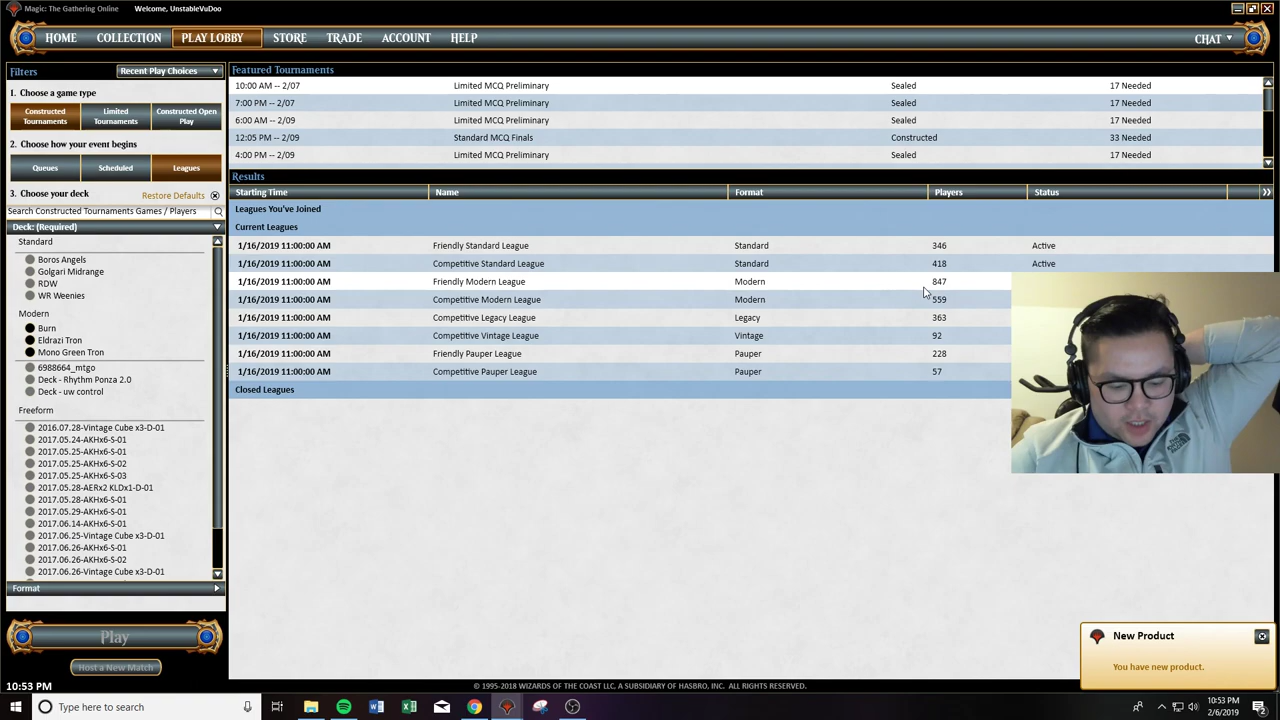 Magic: The Gathering Online Welcome, UnstableVuDoo
HOME COLLECTION PLAY LOBBY STORE TRADE ACCOUNT HELP CHAT
Filters Recent Play Choices
1. Choose a game type
Constructed Tournaments Limited Tournaments Constructed Open Play
2. Choose how your event begins
Queues Scheduled Leagues
3. Choose your deck Restore Defaults
Search Constructed Tournaments Games / Players
Deck: (Required)
Standard
Boros Angels
Golgari Midrange
RDW
WR Weenies
Modern
Burn
Eldrazi Tron
Mono Green Tron
6988664_mtgo
Deck - Rhythm Ponza 2.0
Deck - uw control
Freeform
2016.07.28-Vintage Cube x3-D-01
2017.05.24-AKHx6-S-01
2017.05.25-AKHx6-S-01
2017.05.25-AKHx6-S-02
2017.05.25-AKHx6-S-03
2017.05.28-AERx2 KLDx1-D-01
2017.05.28-AKHx6-S-01
2017.05.29-AKHx6-S-01
2017.06.14-AKHx6-S-01
2017.06.25-Vintage Cube x3-D-01
2017.06.26-AKHx6-S-01
2017.06.26-AKHx6-S-02
2017.06.26-Vintage Cube x3-D-01
Format
Play
Host a New Match
10:53 PM
Featured Tournaments
10:00 AM -- 2/07 Limited MCQ Preliminary Sealed 17 Needed
7:00 PM -- 2/07 Limited MCQ Preliminary Sealed 17 Needed
6:00 AM -- 2/09 Limited MCQ Preliminary Sealed 17 Needed
12:05 PM -- 2/09 Standard MCQ Finals Constructed 33 Needed
4:00 PM -- 2/09 Limited MCQ Preliminary Sealed 17 Needed
Results
Starting Time Name Format Players Status
Leagues You've Joined
Current Leagues
1/16/2019 11:00:00 AM Friendly Standard League Standard 346 Active
1/16/2019 11:00:00 AM Competitive Standard League Standard 418 Active
1/16/2019 11:00:00 AM Friendly Modern League Modern 847
1/16/2019 11:00:00 AM Competitive Modern League Modern 559
1/16/2019 11:00:00 AM Competitive Legacy League Legacy 363
1/16/2019 11:00:00 AM Competitive Vintage League Vintage 92
1/16/2019 11:00:00 AM Friendly Pauper League Pauper 228
1/16/2019 11:00:00 AM Competitive Pauper League Pauper 57
Closed Leagues
New Product
You have new product.
© 1995-2018 WIZARDS OF THE COAST LLC, A SUBSIDIARY OF HASBRO, INC. ALL RIGHTS RESERVED.
Type here to search
10:53 PM
2/6/2019
2